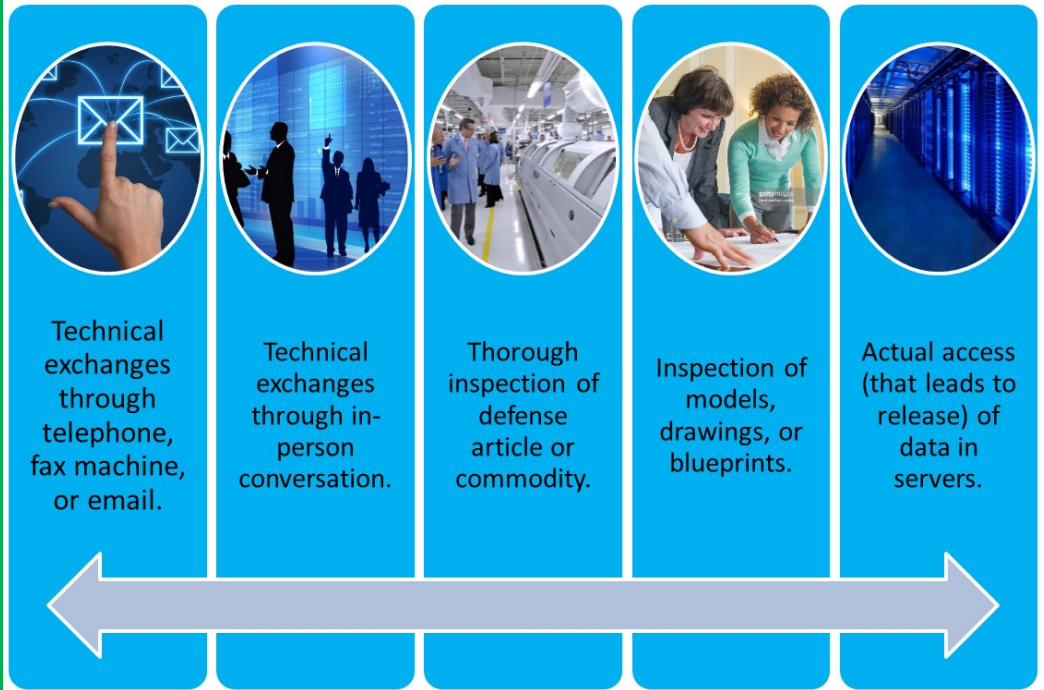 Technical
exchanges
through
telephone,
fax machine,
or email.
Technical
exchanges
through in-
person
conversation.
Thorough
inspection of
defense
article or
commodity.
Inspection of
models,
drawings, or
blueprints.
Actual access
(that leads to
release) of
data in
servers.
gettyimages